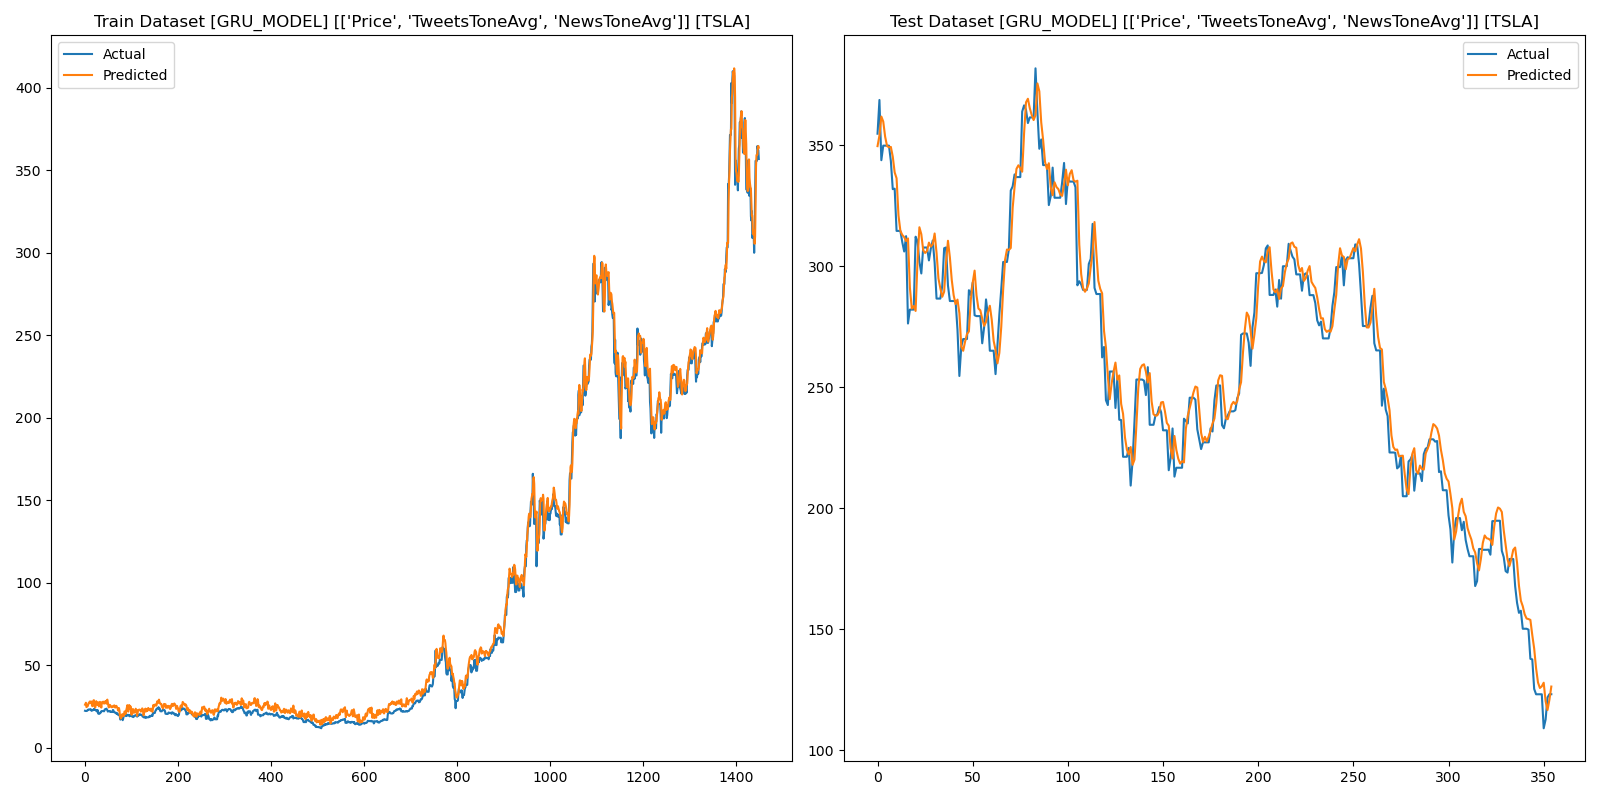 Train Dataset [GRU_MODEL] [['Price', 'TweetsToneAvg', 'NewsToneAvg']] [TSLA]
Actual
Predicted
400
350
300
250
200
150
100
50
0
0 200 400 600 800 1000 1200 1400
Test Dataset [GRU_MODEL] [['Price', 'TweetsToneAvg', 'NewsToneAvg']] [TSLA]
Actual
Predicted
350
300
250
200
150
100
0 50 100 150 200 250 300 350